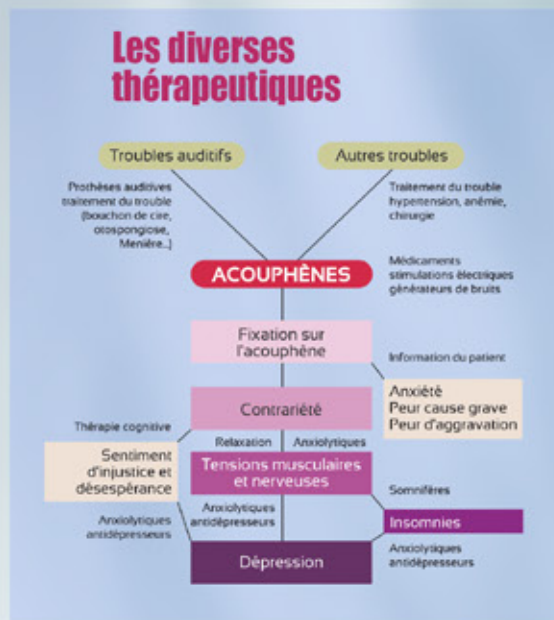 Les diverses
thérapeutiques
Troubles auditifs
Autres troubles
Prothèses auditives
traitement du trouble
(bouchon de cire,
otospongiose,
Menière...)
Traitement du trouble
hypertension, anémie,
chirurgie
ACOUPHÈNES
Médicaments
stimulations électriques
générateurs de bruits
Fixation sur
l'acouphène
Information du patient
Anxiété
Peur cause grave
Peur d'aggravation
Contrariété
Thérapie cognitive
Relaxation
Anxiolytiques
Sentiment
d'injustice et
désespérance
Tensions musculaires
et nerveuses
Somnifères
Anxiolytiques
antidépresseurs
Anxiolytiques
antidépresseurs
Insomnies
Dépression
Anxiolytiques
antidépresseurs